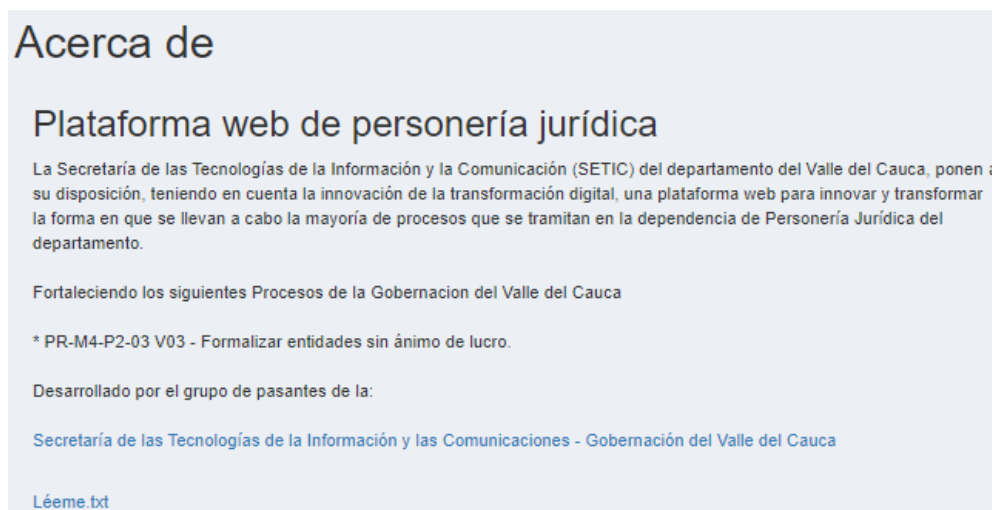 Acerca de
Plataforma web de personería jurídica
La Secretaría de las Tecnologías de la Información y la Comunicación (SETIC) del departamento del Valle del Cauca, ponen a
su disposición, teniendo en cuenta la innovación de la transformación digital, una plataforma web para innovar y transformar
la forma en que se llevan a cabo la mayoría de procesos que se tramitan en la dependencia de Personería Jurídica del
departamento.
Fortaleciendo los siguientes Procesos de la Gobernacion del Valle del Cauca
* PR-M4-P2-03 V03 - Formalizar entidades sin ánimo de lucro.
Desarrollado por el grupo de pasantes de la:
Secretaría de las Tecnologías de la Información y las Comunicaciones - Gobernación del Valle del Cauca
Léeme.txt